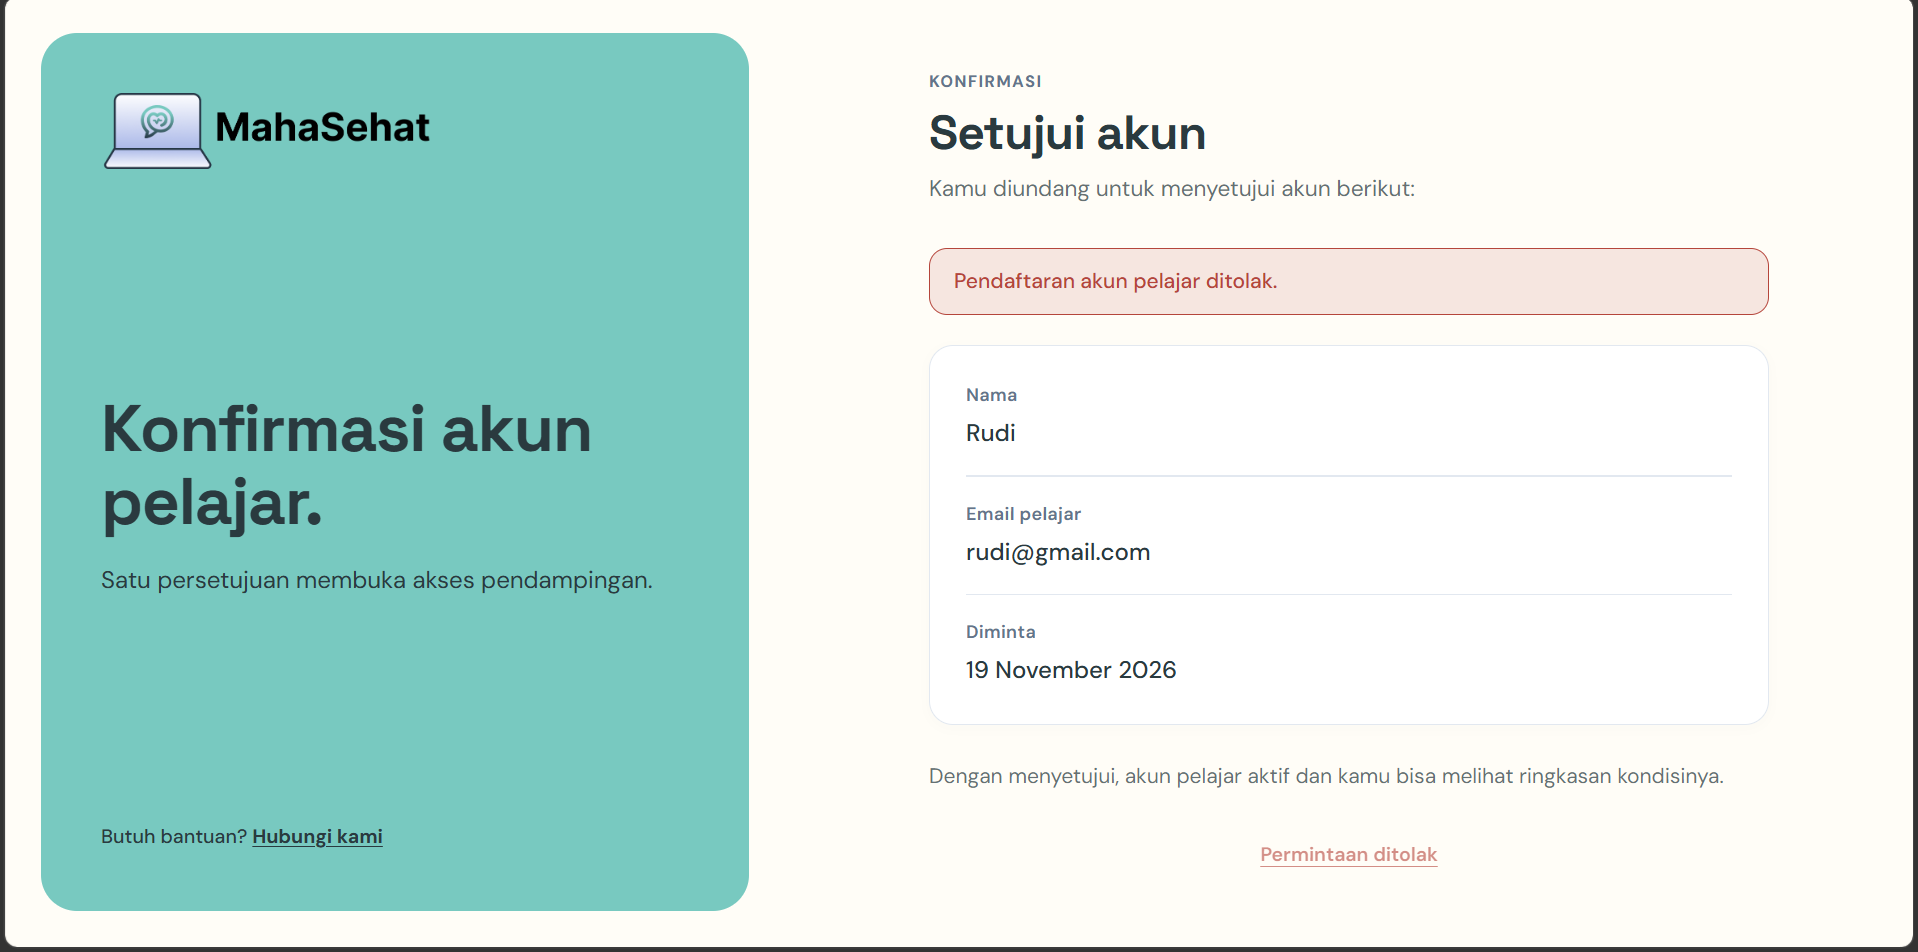 MahaSehat
Konfirmasi akun
pelajar.
Satu persetujuan membuka akses pendampingan.
Butuh bantuan? Hubungi kami
KONFIRMASI
Setujui akun
Kamu diundang untuk menyetujui akun berikut:
Pendaftaran akun pelajar ditolak.
Nama
Rudi
Email pelajar
rudi@gmail.com
Diminta
19 November 2026
Dengan menyetujui, akun pelajar aktif dan kamu bisa melihat ringkasan kondisinya.
Permintaan ditolak